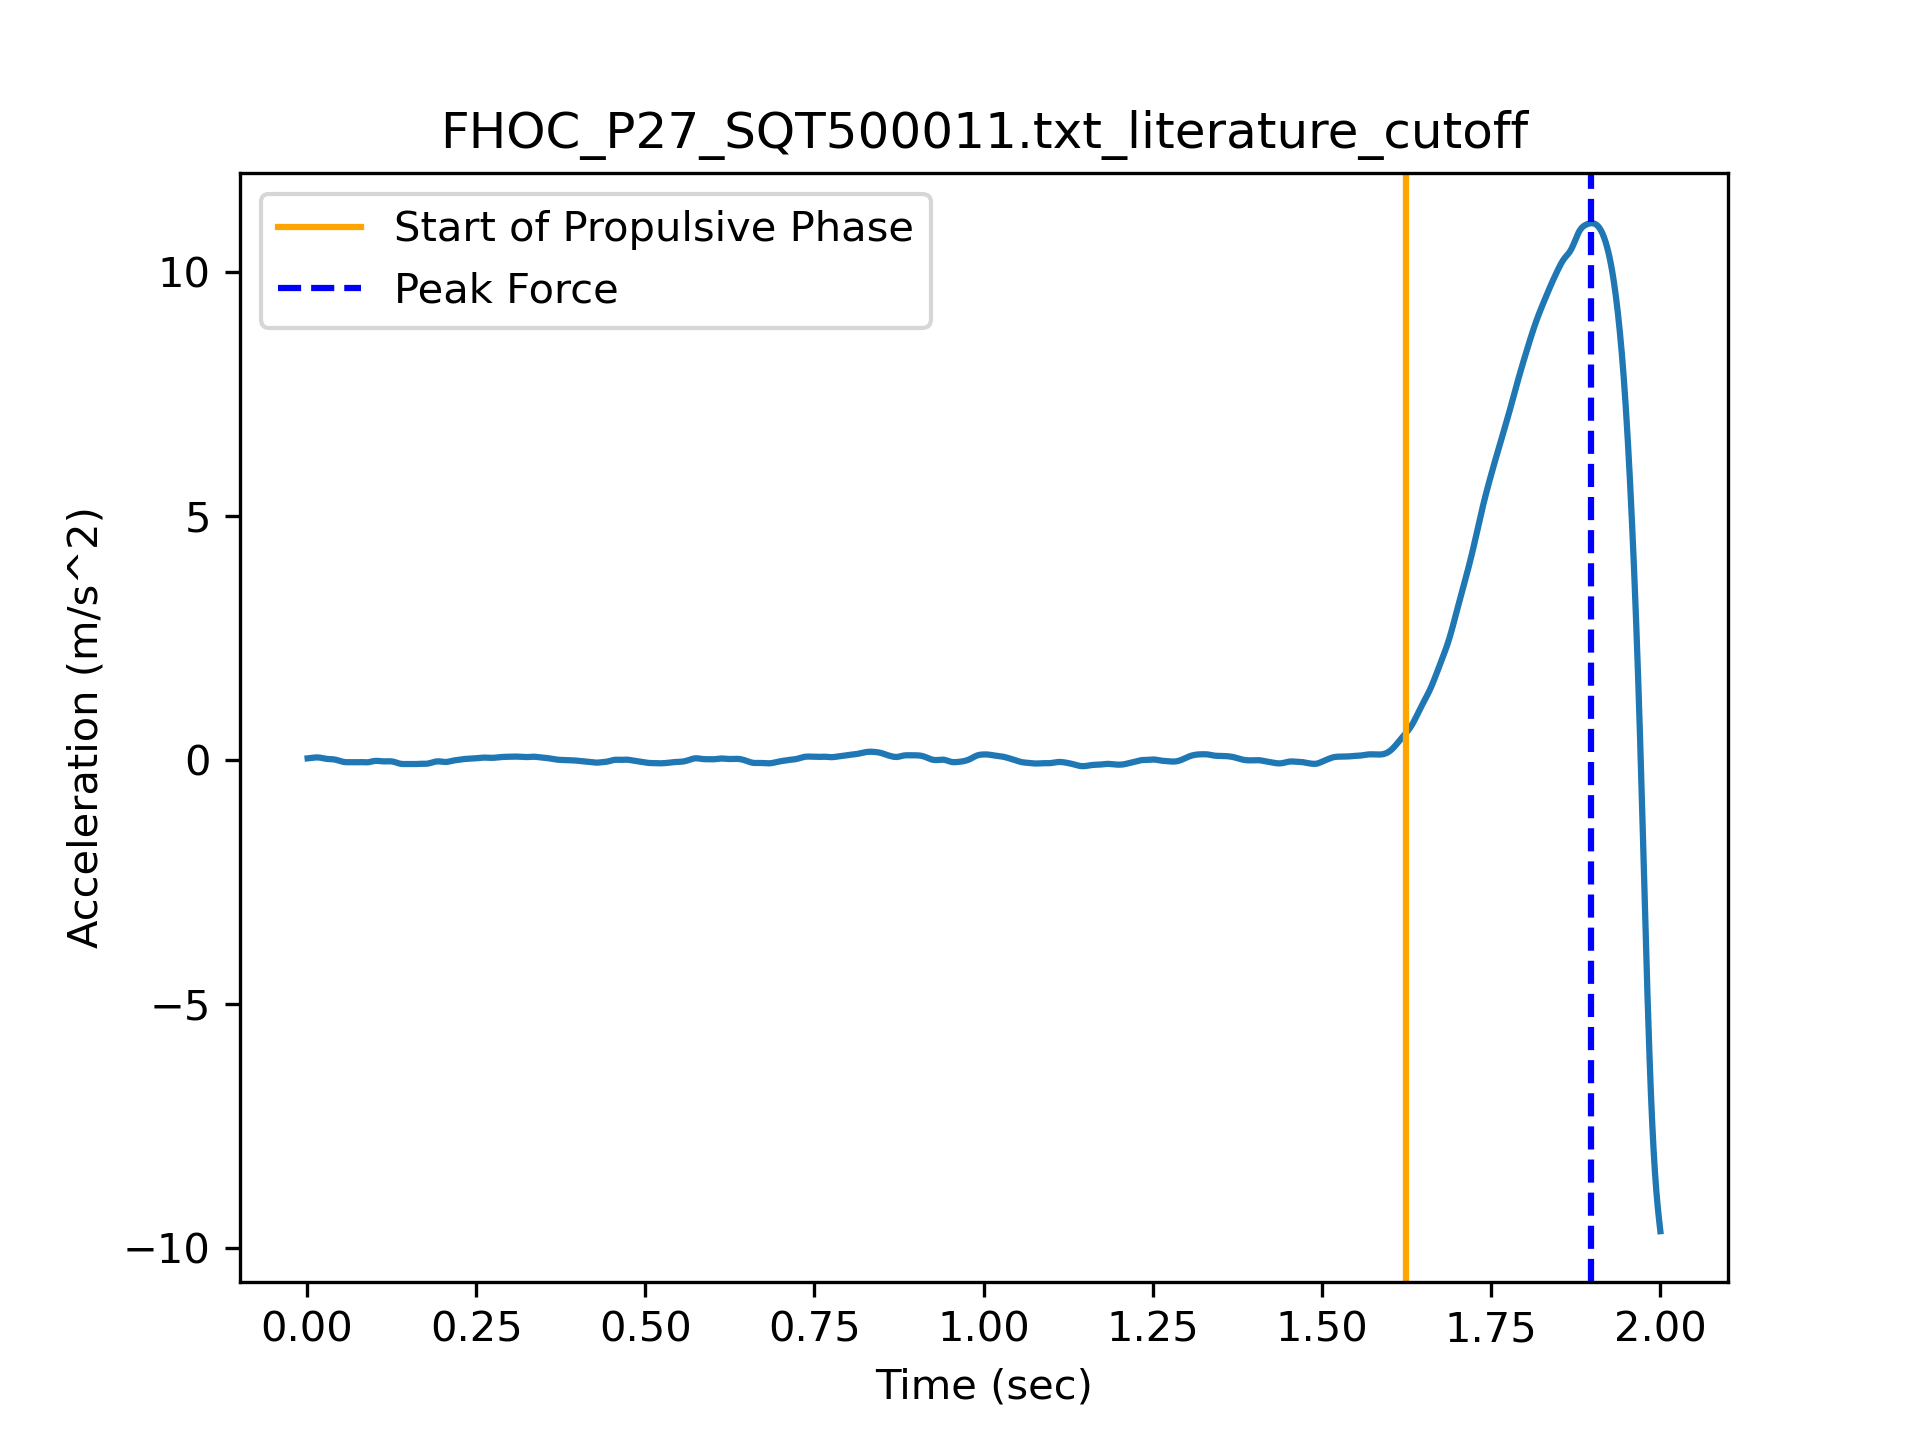 FHOC_P27_SQT500011.txt_literature_cutoff
Start of Propulsive Phase
Peak Force
Acceleration (m/s^2)
10
5
0
−5
−10
0.00 0.25 0.50 0.75 1.00 1.25 1.50 1.75 2.00
Time (sec)